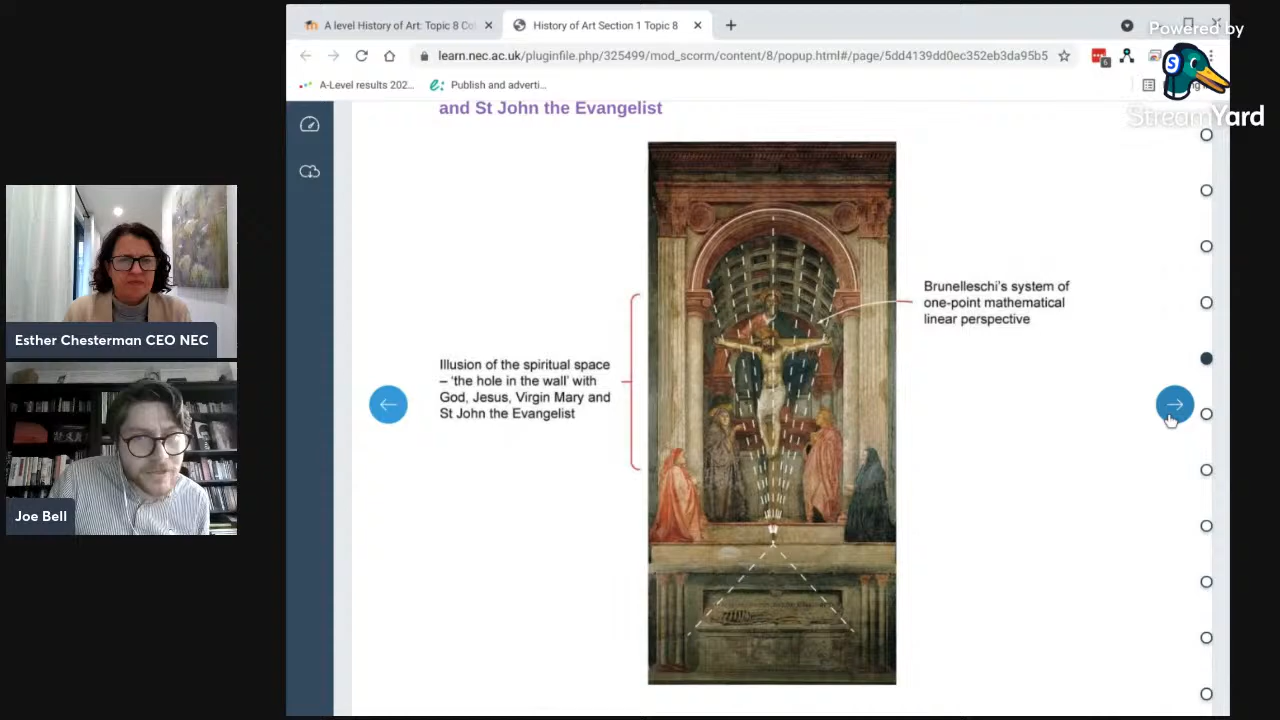 A level History of Art: Topic 8 Co
History of Art Section 1 Topic 8
Powered by
learn.nec.ac.uk/pluginfile.php/325499/mod_scorm/content/8/popup.html#/page/5dd4139dd0ec352eb3da95b5
6
A-Level results 202...
Publish and adverti...
S
StreamYard
and St John the Evangelist
Brunelleschi's system of
one-point mathematical
linear perspective
Illusion of the spiritual space
– 'the hole in the wall' with
God, Jesus, Virgin Mary and
St John the Evangelist
Esther Chesterman CEO NEC
Joe Bell